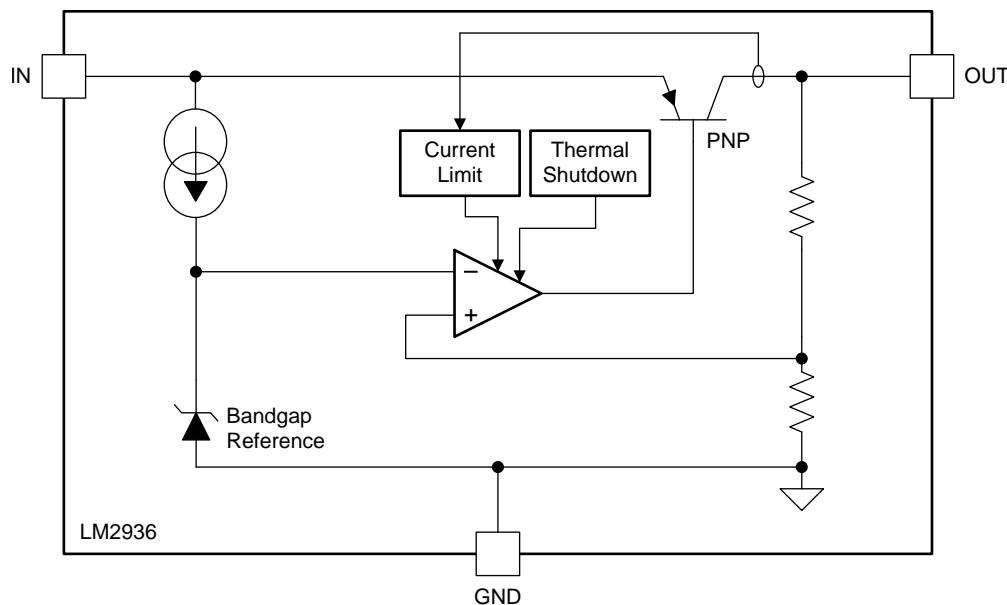 IN
OUT
PNP
Current
Limit
Thermal
Shutdown
−
+
Bandgap
Reference
LM2936
GND